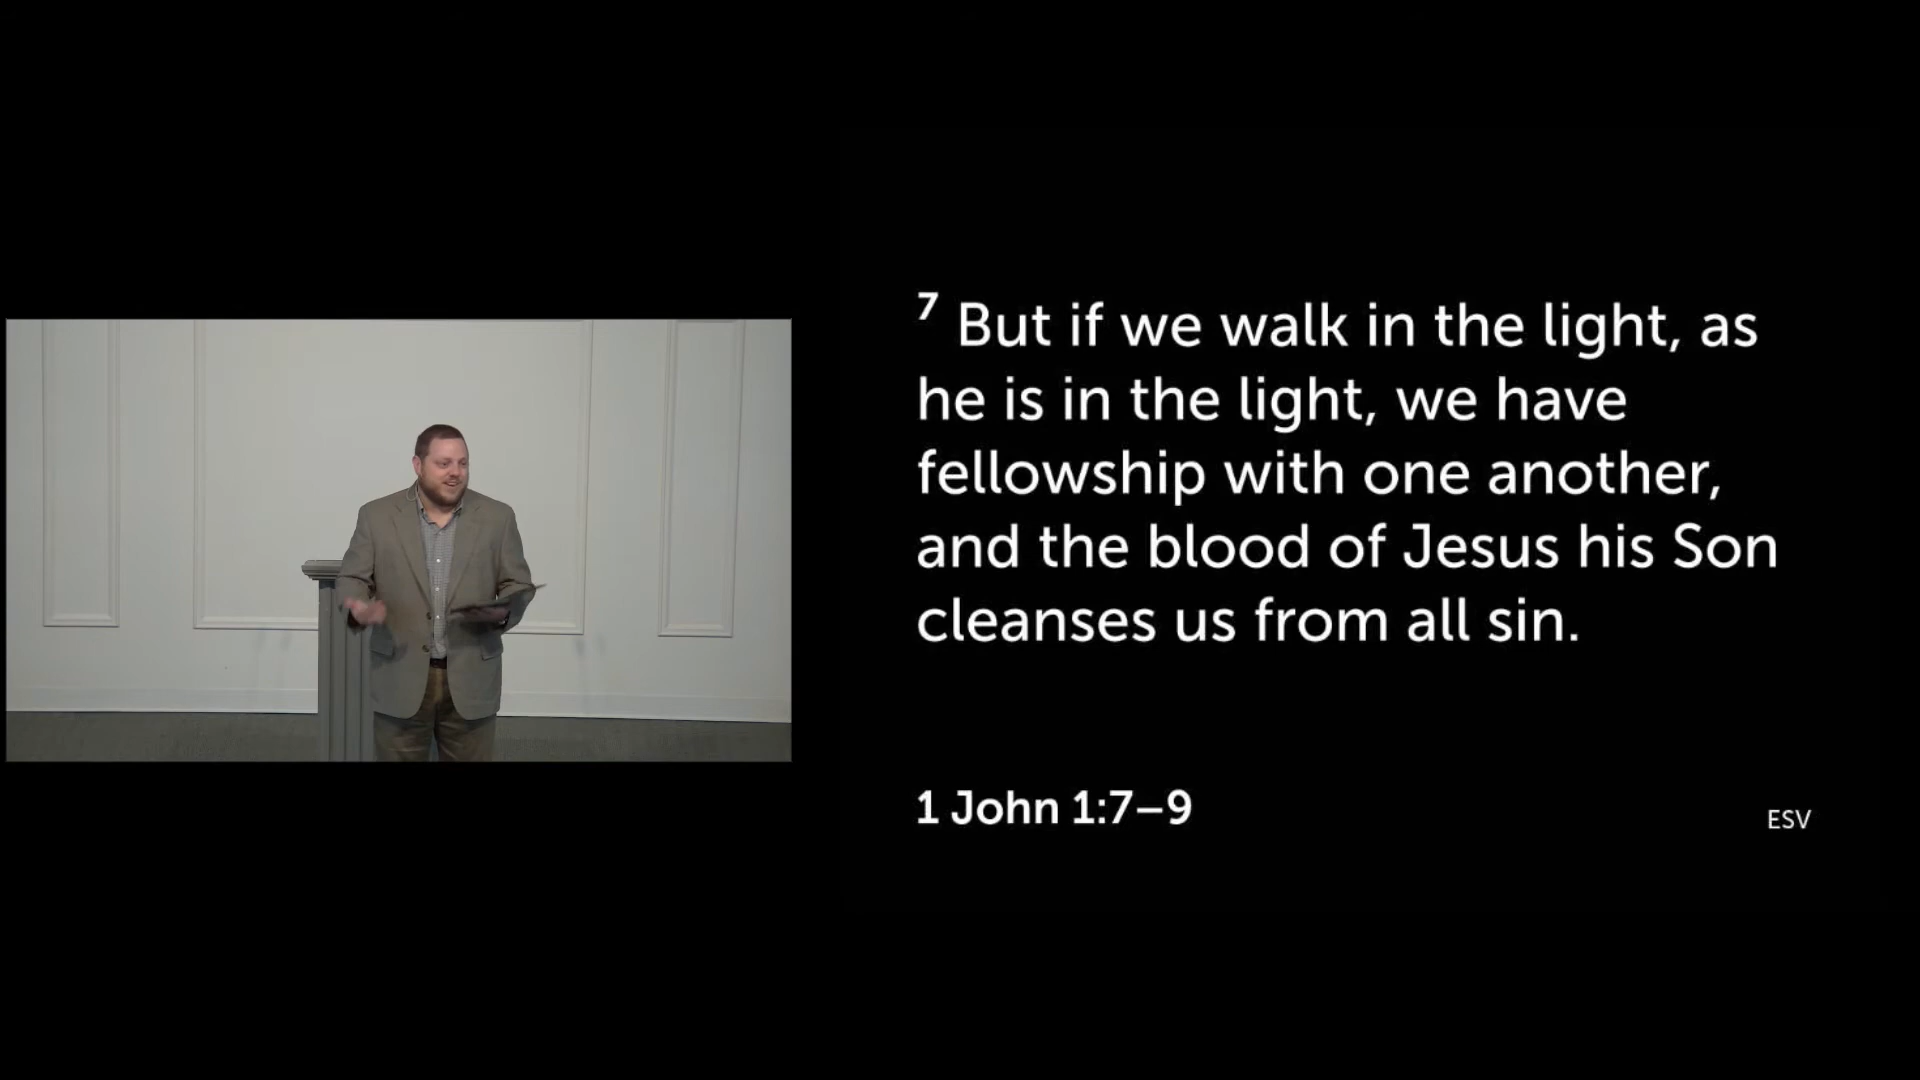 ⁷ But if we walk in the light, as
he is in the light, we have
fellowship with one another,
and the blood of Jesus his Son
cleanses us from all sin.
1 John 1:7–9
ESV